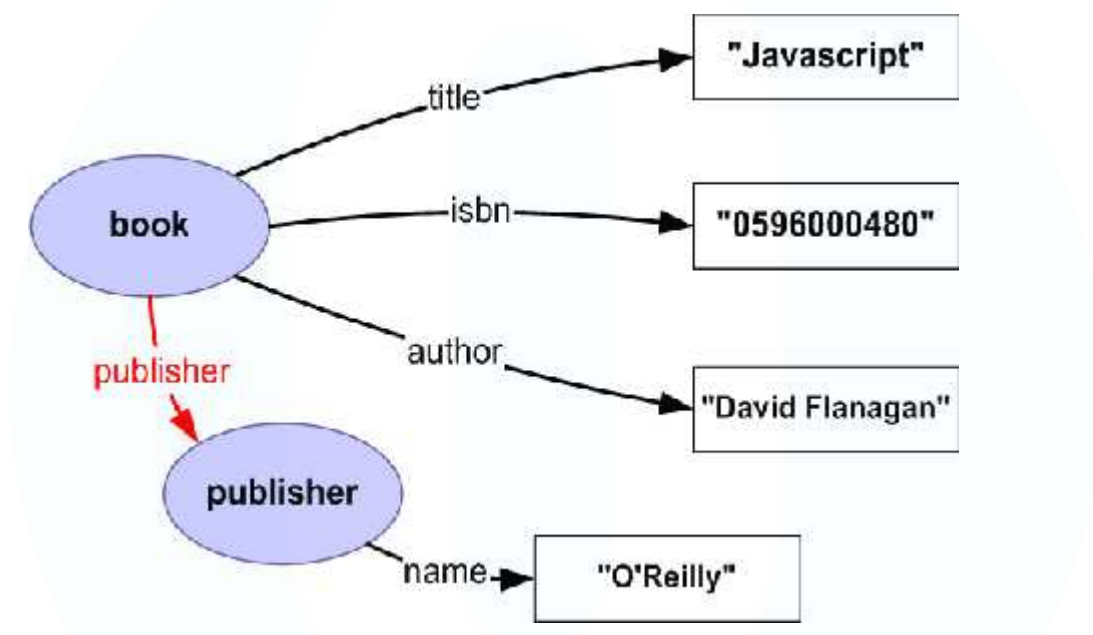 "Javascript"
title
isbn
"0596000480"
book
author
publisher
"David Flanagan"
publisher
name
"O'Reilly"